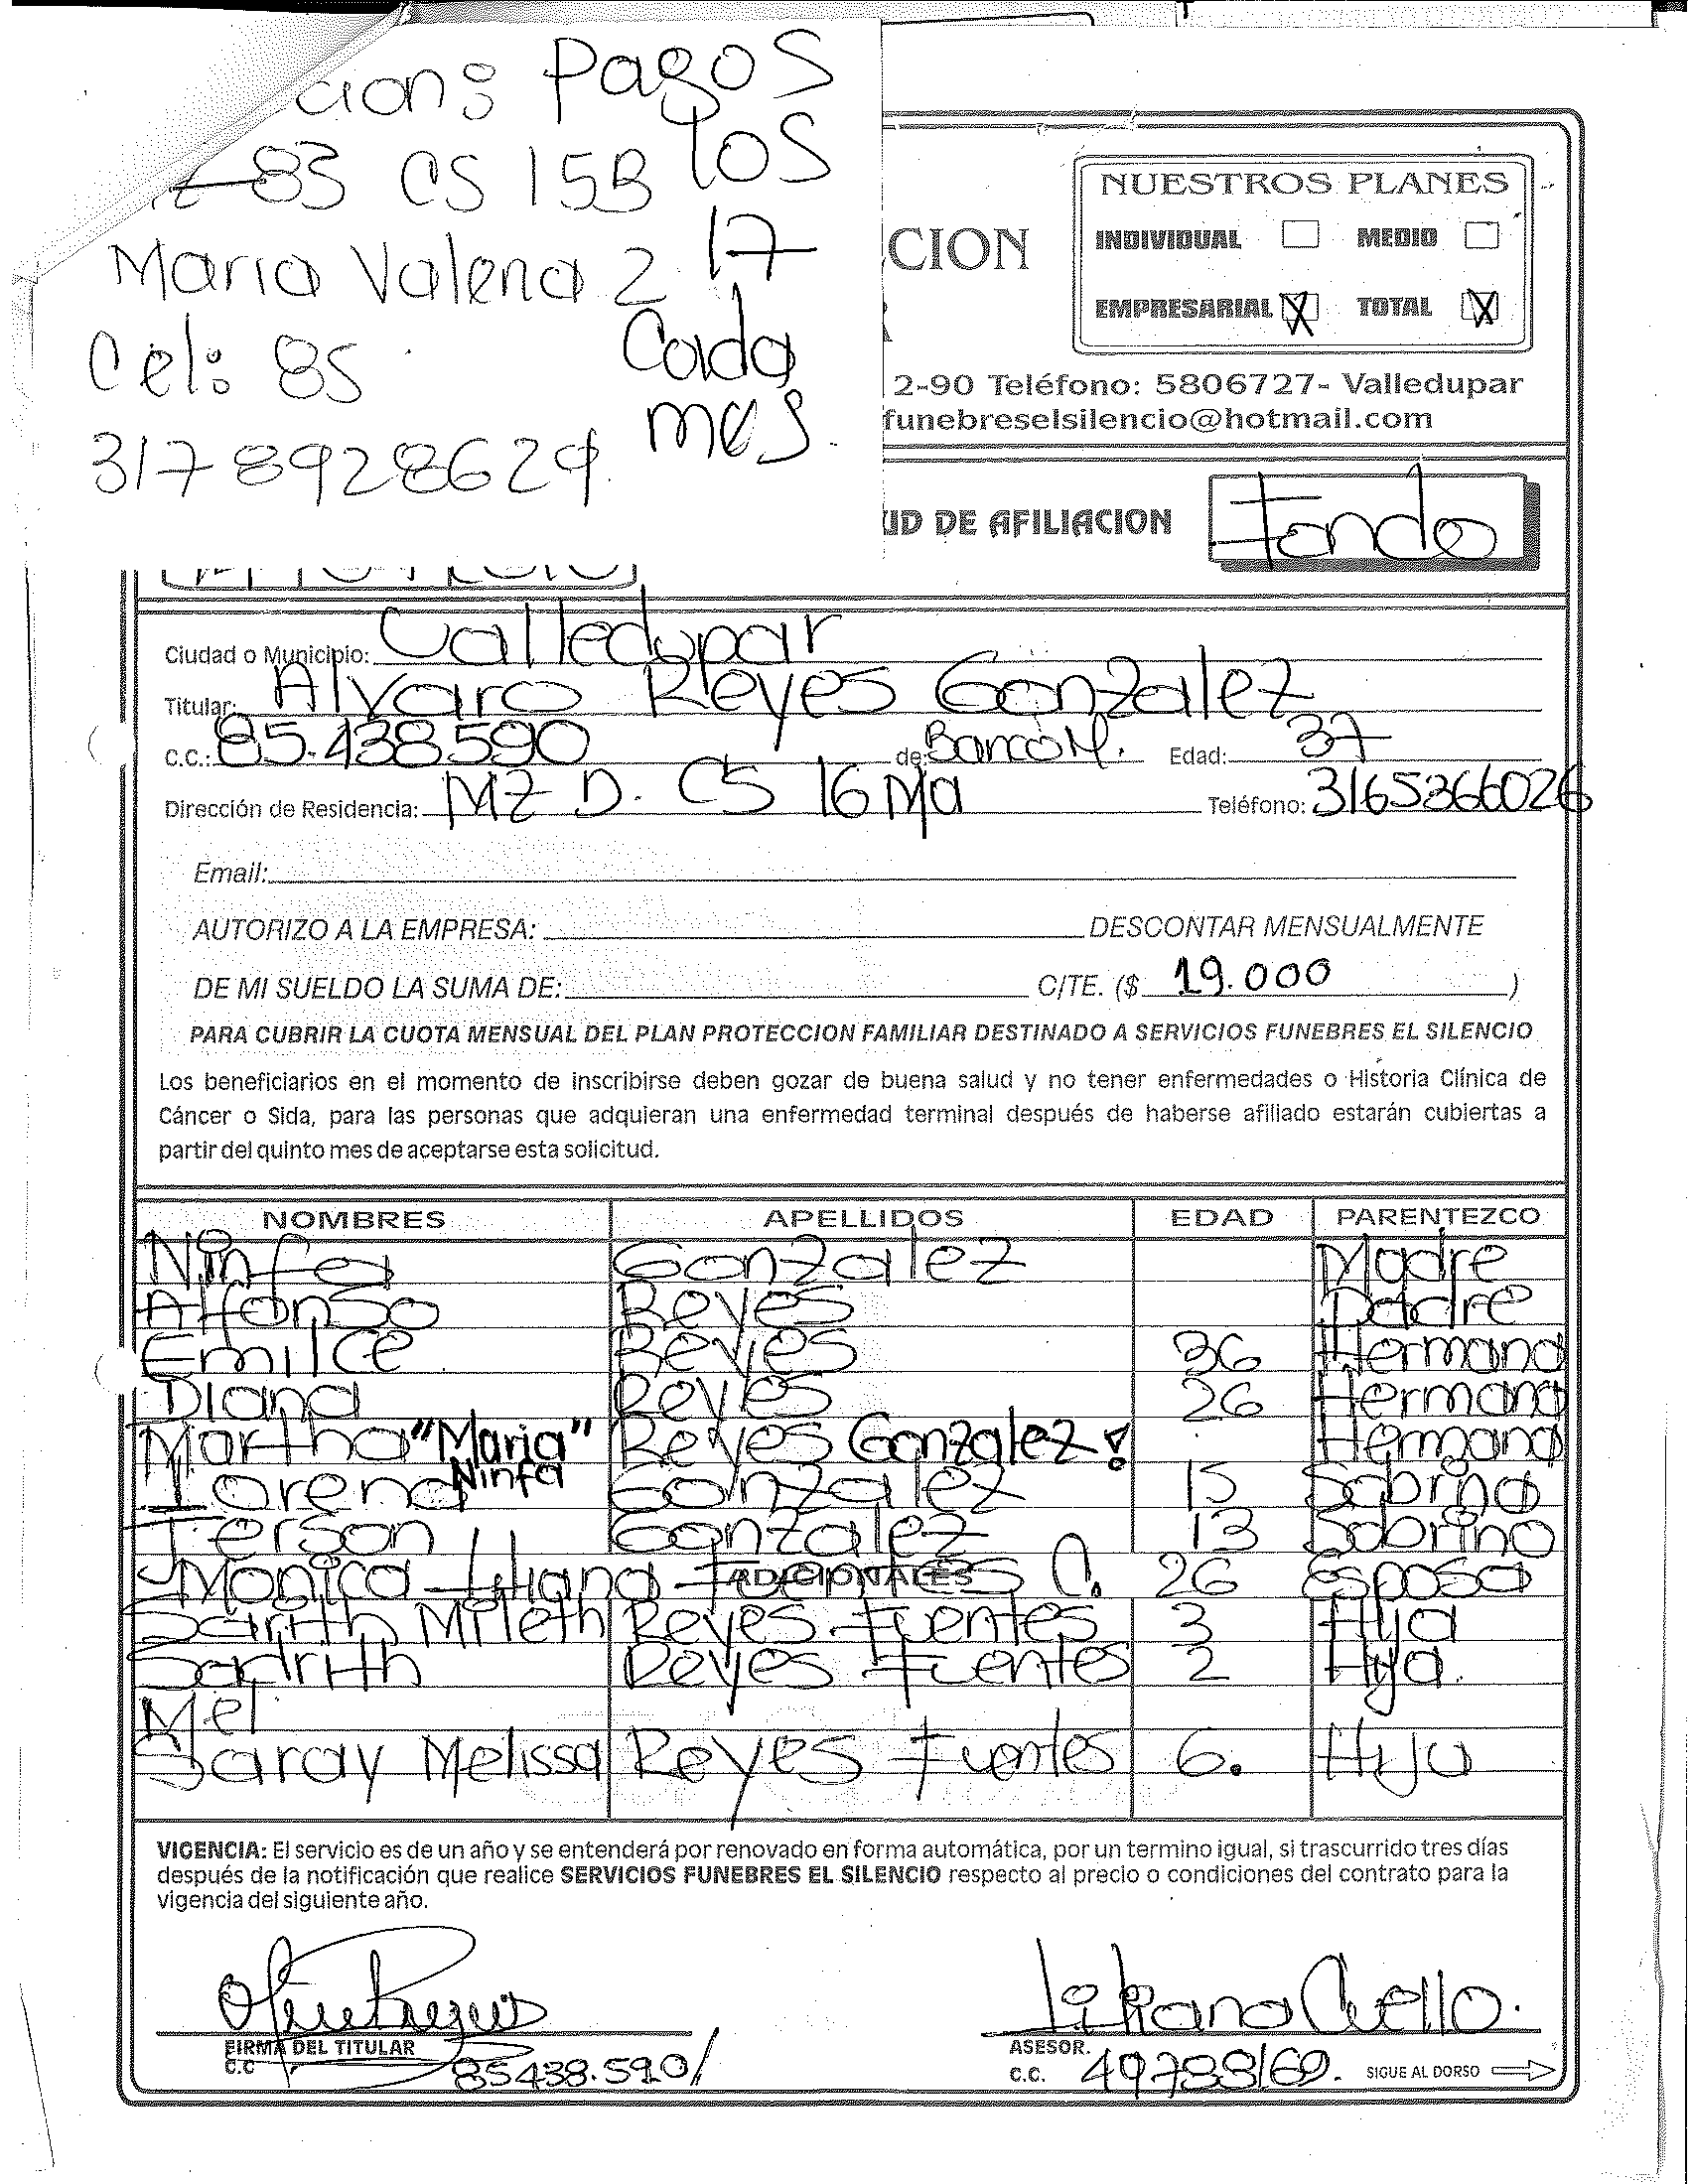 cion: Pagos
83 CS 15B los
Maria Valena 2 17
Cel: 85 Cada
3178928629 mes.
CION
NUESTROS PLANES
INDIVIDUAL MEDIO
EMPRESARIAL X TOTAL X
2-90 Teléfono: 5806727- Valledupar
funebreselsilencio@hotmail.com
UD DE AFILIACION Fondo
Ciudad o Municipio: Valledupar
Titular: Alvaro Reyes Gonzalez
C.C.: 85.438.590 de: Banco M. Edad: 37
Dirección de Residencia: MZ D. CS 16 Ma Teléfono: 3165366026
Email:
AUTORIZO A LA EMPRESA: DESCONTAR MENSUALMENTE
DE MI SUELDO LA SUMA DE: C/TE. ($ 19.000 )
PARA CUBRIR LA CUOTA MENSUAL DEL PLAN PROTECCION FAMILIAR DESTINADO A SERVICIOS FUNEBRES EL SILENCIO
Los beneficiarios en el momento de inscribirse deben gozar de buena salud y no tener enfermedades o Historia Clínica de
Cáncer o Sida, para las personas que adquieran una enfermedad terminal después de haberse afiliado estarán cubiertas a
partir del quinto mes de aceptarse esta solicitud.
NOMBRES APELLIDOS EDAD PARENTEZCO
Ninfa Gonzalez Madre
Alfonso Reyes Padre
Emilce Reyes 36 Hermana
Diana Reyes 26 Hermana
Martha "Maria" Reyes Gonzalez! Hermana
Ninfa
Lorena Gonzalez 15 Sobrina
Jerson Gonzalez 13 Sobrino
ADICIONALES
Monica Liliana Fuentes C. 26 Esposa
Sarith Mileth Reyes Fuentes 3 Hija
Sadrith Reyes Fuentes 2 Hija.
Mel
Saray Melissa Reyes Fuentes 6. Hija
VIGENCIA: El servicio es de un año y se entenderá por renovado en forma automática, por un termino igual, si trascurrido tres días
después de la notificación que realice SERVICIOS FUNEBRES EL SILENCIO respecto al precio o condiciones del contrato para la
vigencia del siguiente año.
Liliana Cuello.
FIRMA DEL TITULAR ASESOR.
C.C 85438.590/ C.C. 49788169. SIGUE AL DORSO